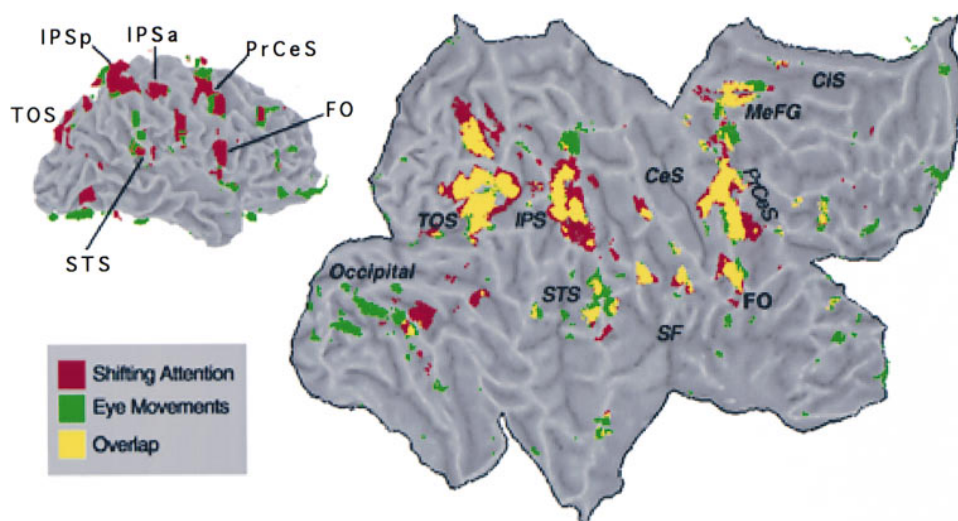 IPSp
IPSa
PrCeS
TOS
FO
STS
CiS
MeFG
CeS
PrCeS
TOS
IPS
Occipital
STS
FO
SF
Shifting Attention
Eye Movements
Overlap